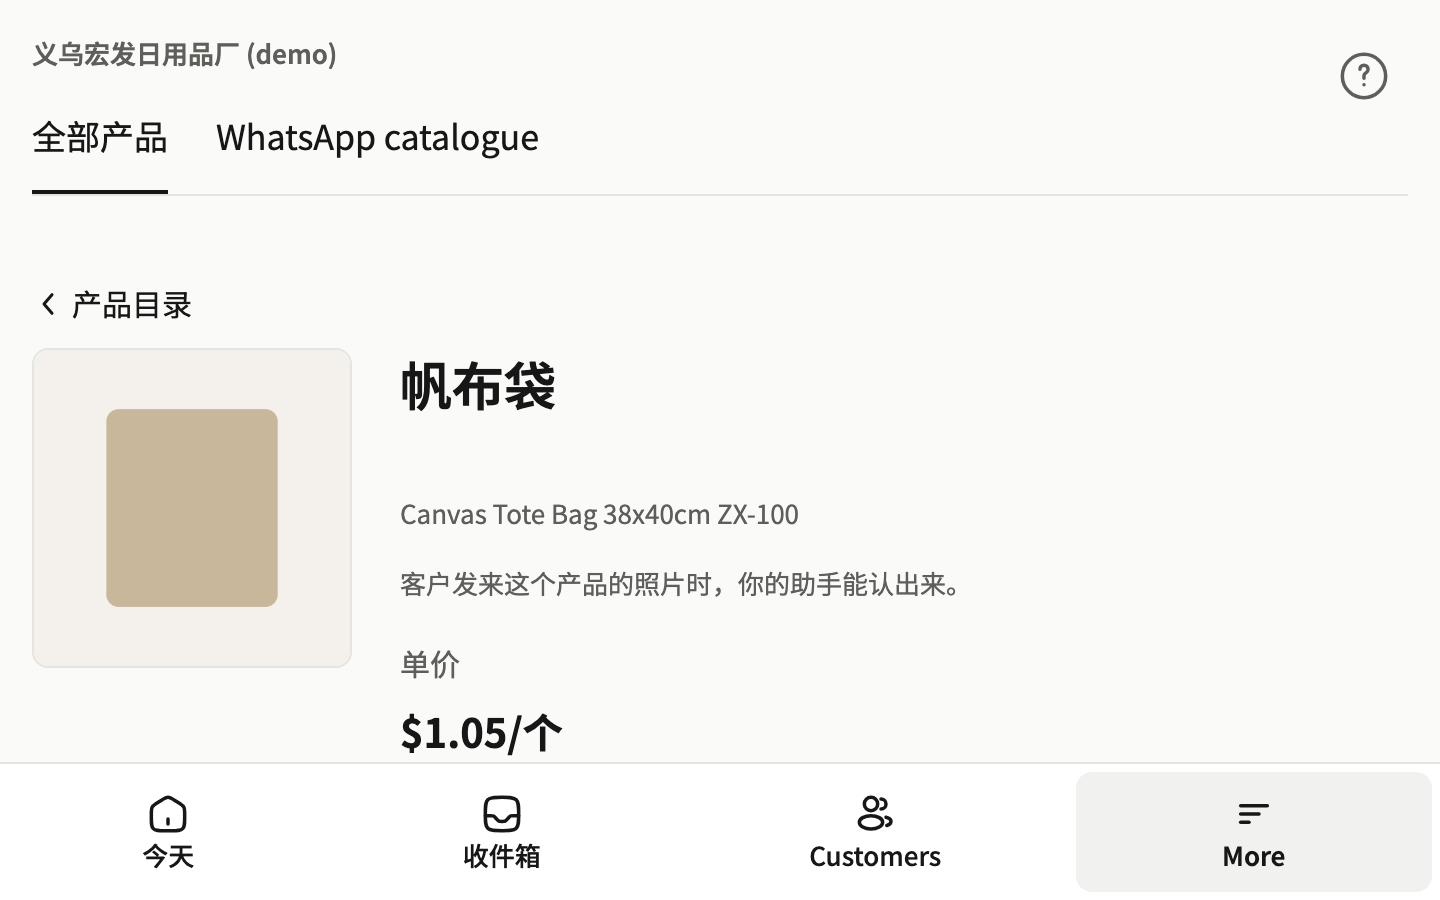 义乌宏发日用品厂 (demo)
全部产品 WhatsApp catalogue
产品目录
帆布袋
Canvas Tote Bag 38x40cm ZX-100
客户发来这个产品的照片时，你的助手能认出来。
单价
$1.05/个
今天 收件箱 Customers More